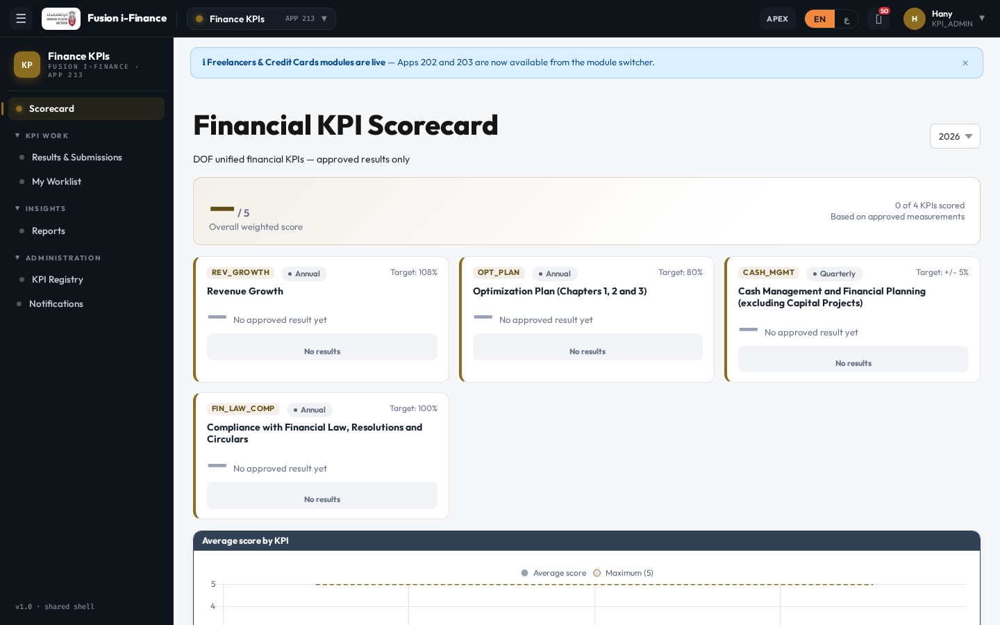 ☰ Fusion i-Finance Finance KPIs APP 213 ▼ APEX EN ع 50 H Hany ▼
KPI_ADMIN
KP Finance KPIs
FUSION I-FINANCE ·
APP 213
Scorecard
▼ KPI WORK
Results & Submissions
My Worklist
▼ INSIGHTS
Reports
▼ ADMINISTRATION
KPI Registry
Notifications
v1.0 · shared shell
ℹ Freelancers & Credit Cards modules are live — Apps 202 and 203 are now available from the module switcher. ×
Financial KPI Scorecard
2026
DOF unified financial KPIs — approved results only
— / 5
Overall weighted score
0 of 4 KPIs scored
Based on approved measurements
REV_GROWTH • Annual Target: 108%
Revenue Growth
— No approved result yet
No results
OPT_PLAN • Annual Target: 80%
Optimization Plan (Chapters 1, 2 and 3)
— No approved result yet
No results
CASH_MGMT • Quarterly Target: +/- 5%
Cash Management and Financial Planning
(excluding Capital Projects)
— No approved result yet
No results
FIN_LAW_COMP • Annual Target: 100%
Compliance with Financial Law, Resolutions and
Circulars
— No approved result yet
No results
Average score by KPI
Average score Maximum (5)
5
4